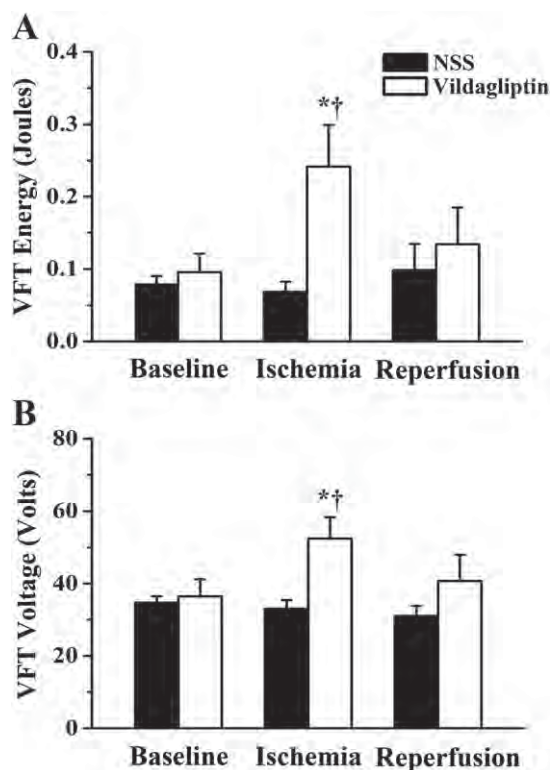 A
NSS
Vildagliptin
VFT Energy (Joules)
0.4
0.3
0.2
0.1
0.0
*†
Baseline Ischemia Reperfusion
B
VFT Voltage (Volts)
80
60
40
20
0
*†
Baseline Ischemia Reperfusion